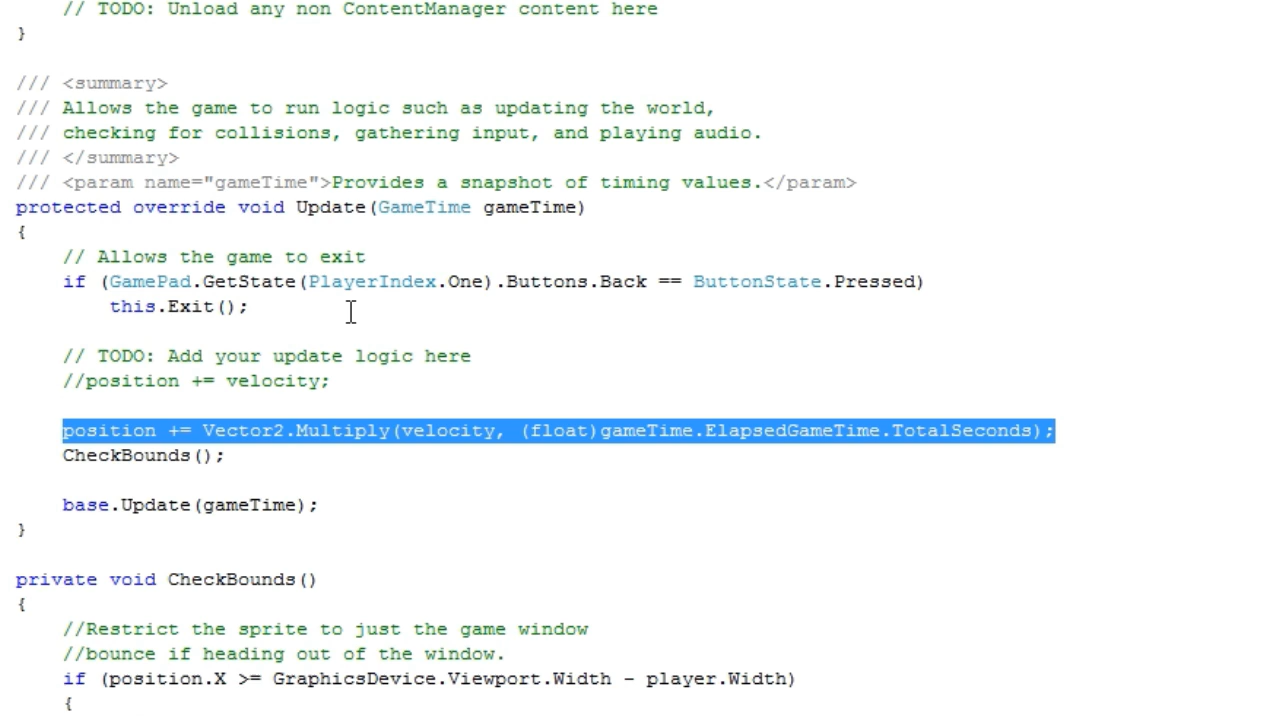 // TODO: Unload any non ContentManager content here
}
/// <summary>
/// Allows the game to run logic such as updating the world,
/// checking for collisions, gathering input, and playing audio.
/// </summary>
/// <param name="gameTime">Provides a snapshot of timing values.</param>
protected override void Update(GameTime gameTime)
{
// Allows the game to exit
if (GamePad.GetState(PlayerIndex.One).Buttons.Back == ButtonState.Pressed)
this.Exit();
// TODO: Add your update logic here
//position += velocity;
position += Vector2.Multiply(velocity, (float)gameTime.ElapsedGameTime.TotalSeconds);
CheckBounds();
base.Update(gameTime);
}
private void CheckBounds()
{
//Restrict the sprite to just the game window
//bounce if heading out of the window.
if (position.X >= GraphicsDevice.Viewport.Width - player.Width)
{